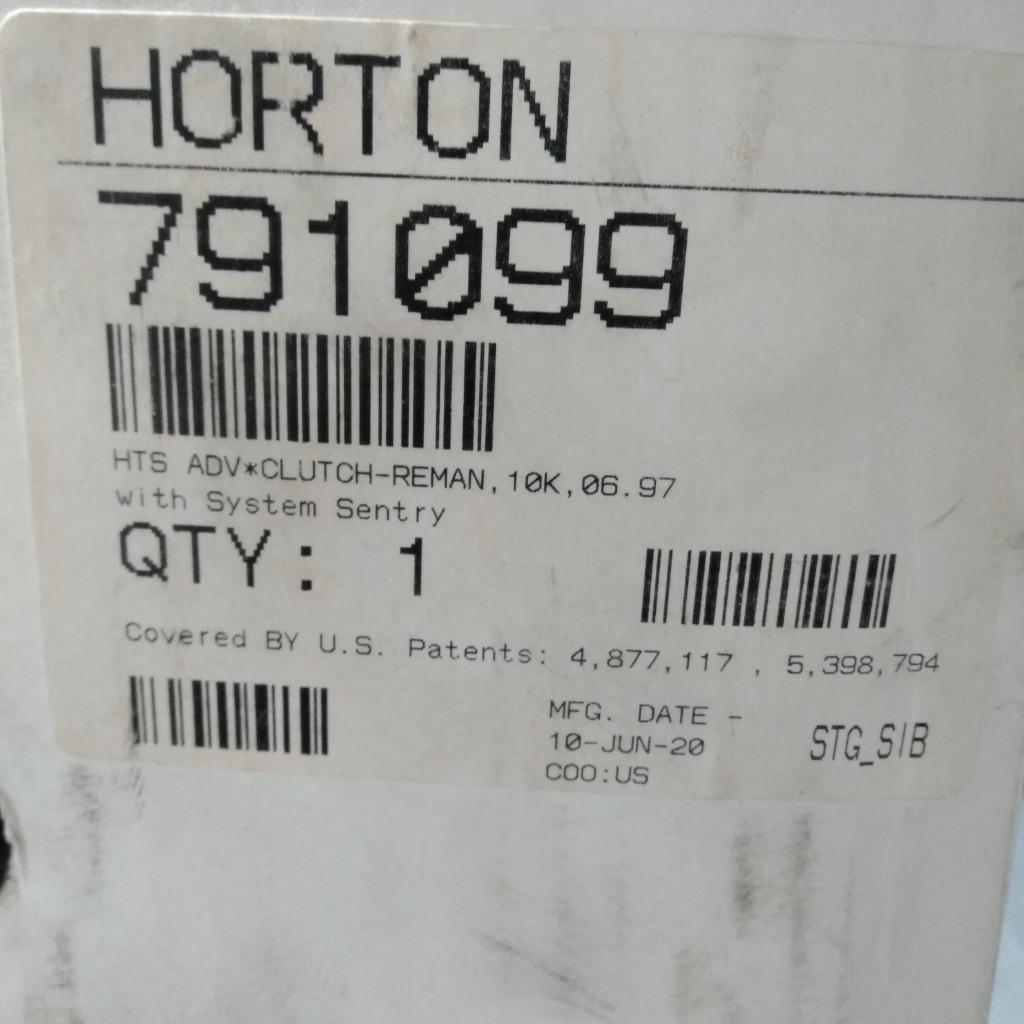 HORTON
791099
HTS ADV*CLUTCH-REMAN,10K,06.97
with System Sentry
QTY: 1
Covered BY U.S. Patents: 4,877,117 , 5,398,794
MFG. DATE -
10-JUN-20
COO:US
STG_SIB